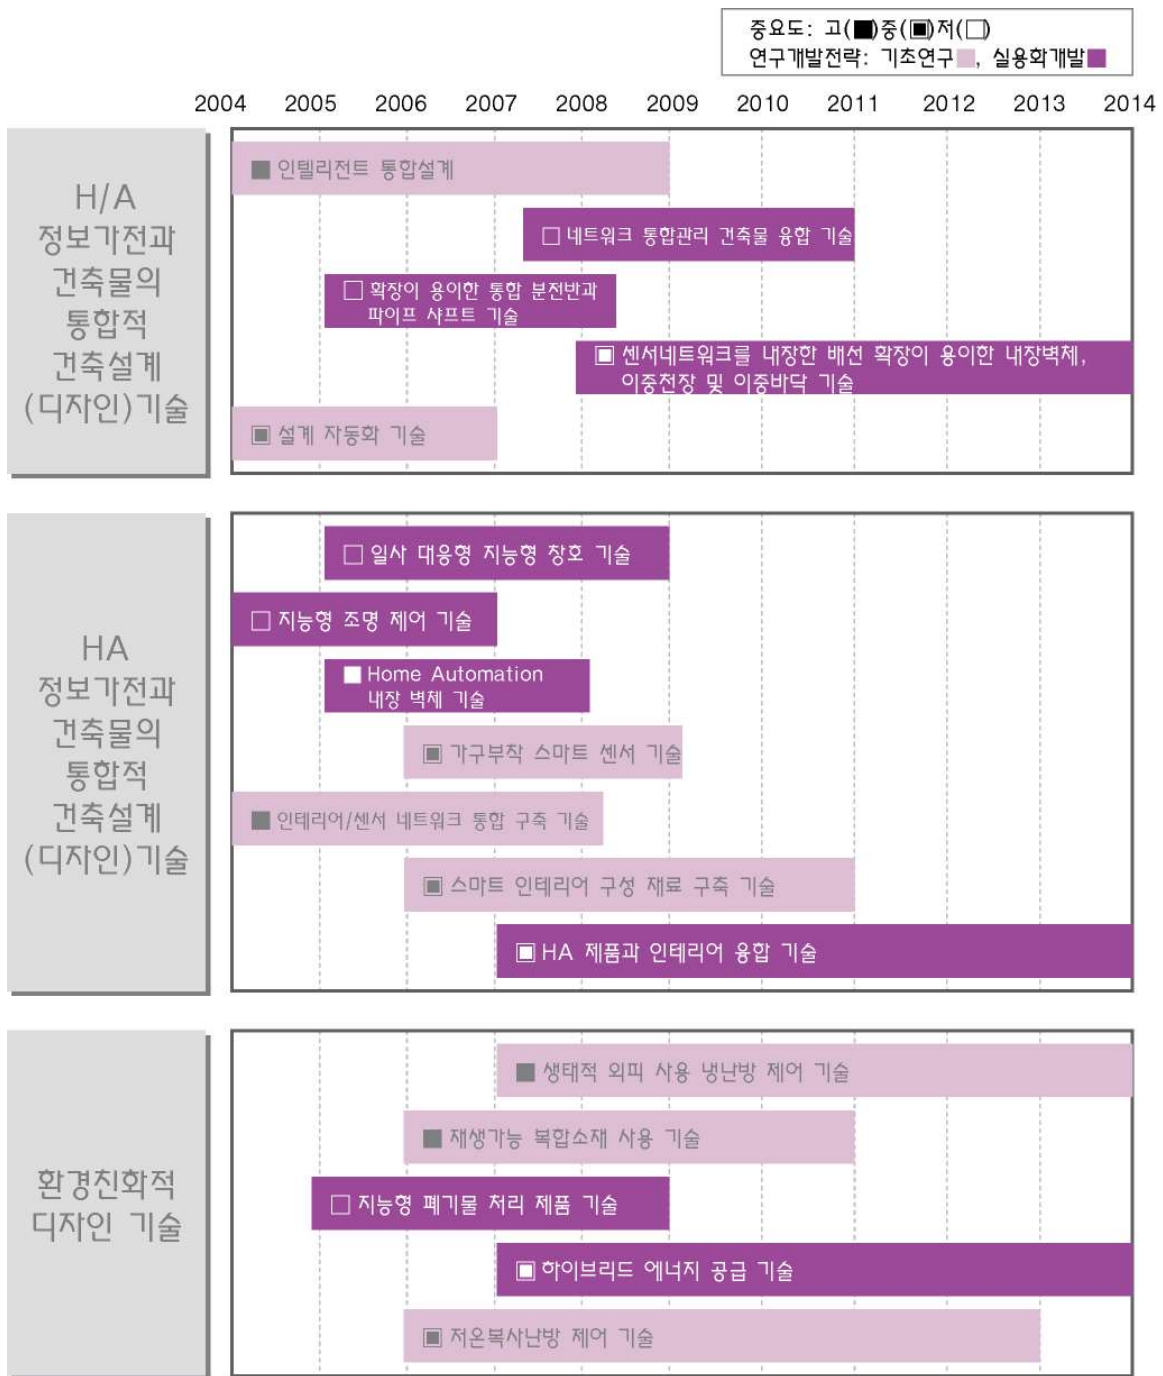 중요도: 고(■)중(▣)저(□)
연구개발전략: 기초연구■, 실용화개발■
2004 2005 2006 2007 2008 2009 2010 2011 2012 2013 2014
H/A
정보가전과
건축물의
통합적
건축설계
(디자인)기술
■ 인텔리전트 통합설계
□ 네트워크 통합관리 건축물 융합 기술
□ 확장이 용이한 통합 분전반과
파이프 샤프트 기술
▣ 센서네트워크를 내장한 배선 확장이 용이한 내장벽체,
이중천장 및 이중바닥 기술
▣ 설계 자동화 기술
HA
정보가전과
건축물의
통합적
건축설계
(디자인)기술
□ 일사 대응형 지능형 창호 기술
□ 지능형 조명 제어 기술
■ Home Automation
내장 벽체 기술
▣ 가구부착 스마트 센서 기술
■ 인테리어/센서 네트워크 통합 구축 기술
▣ 스마트 인테리어 구성 재료 구축 기술
▣ HA 제품과 인테리어 융합 기술
환경친화적
디자인 기술
■ 생태적 외피 사용 냉난방 제어 기술
■ 재생가능 복합소재 사용 기술
□ 지능형 폐기물 처리 제품 기술
▣ 하이브리드 에너지 공급 기술
▣ 저온복사난방 제어 기술